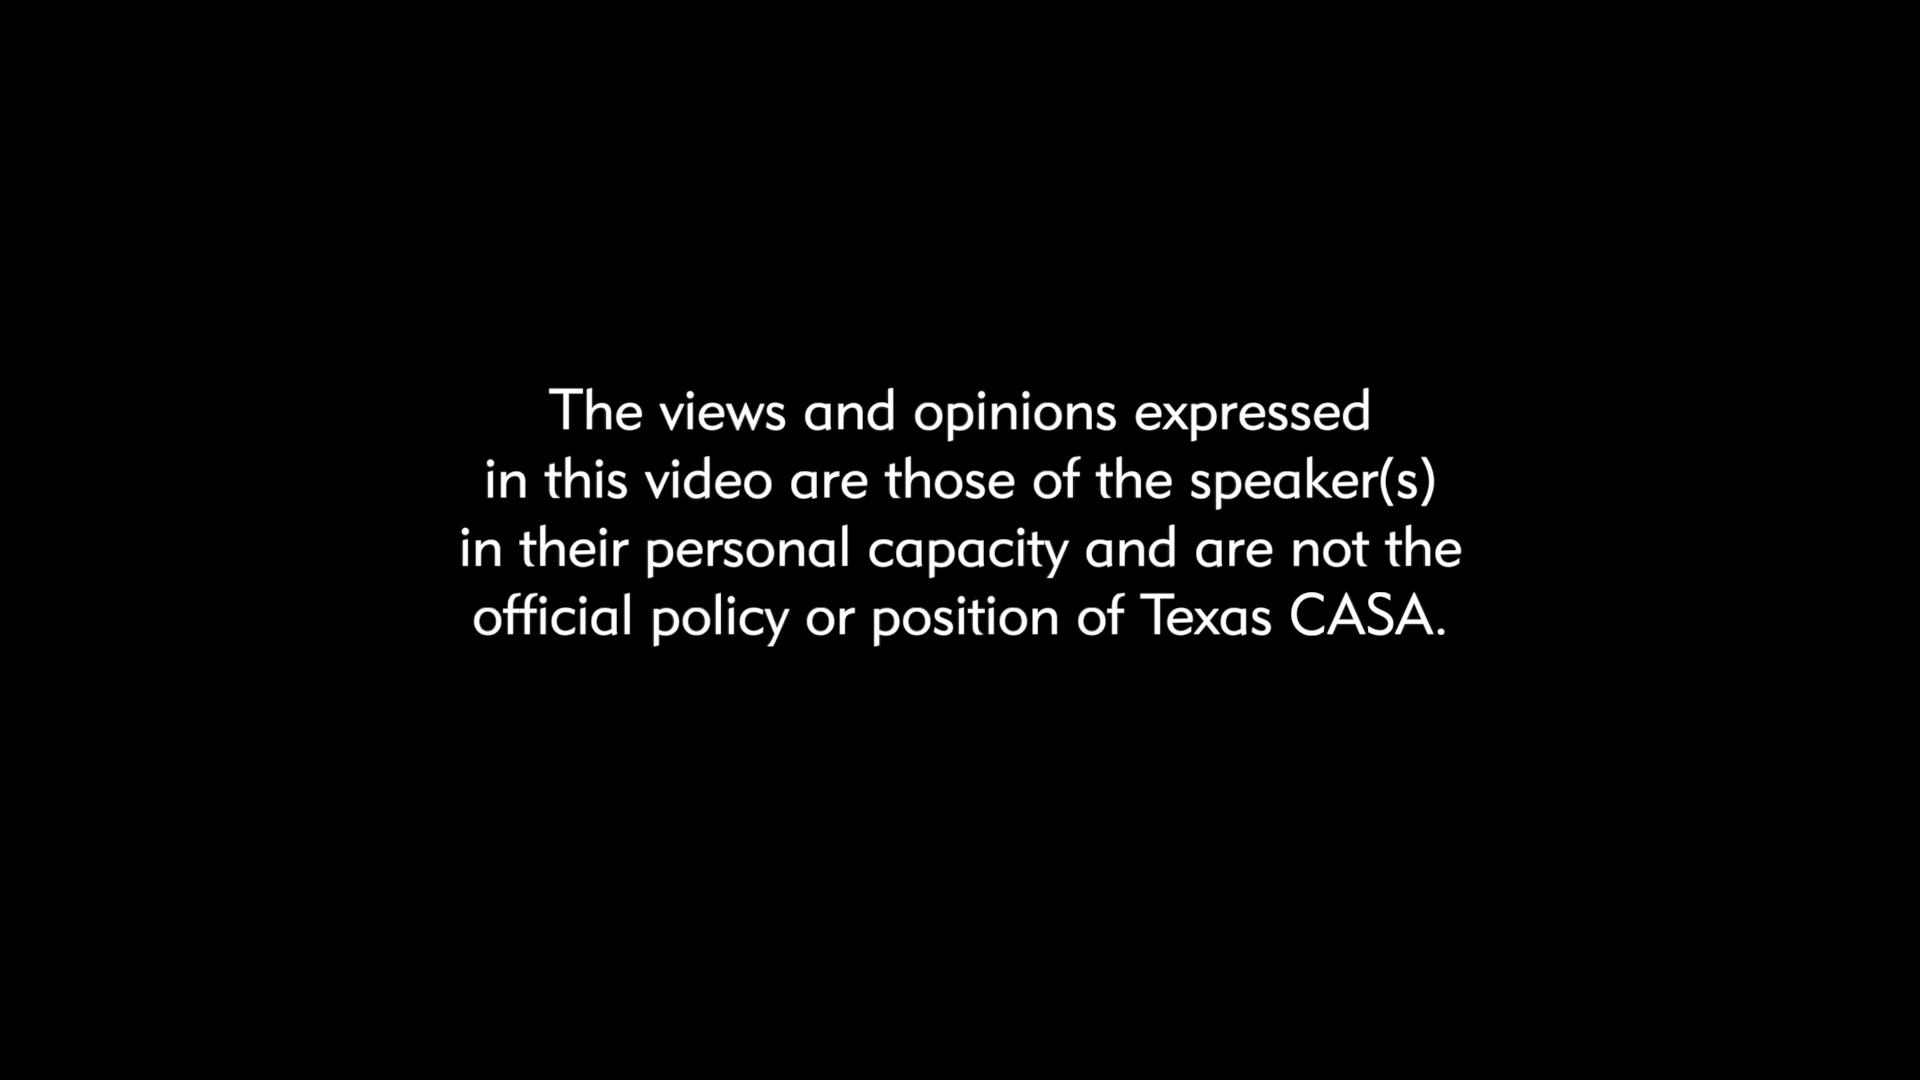 The views and opinions expressed
in this video are those of the speaker(s)
in their personal capacity and are not the
official policy or position of Texas CASA.